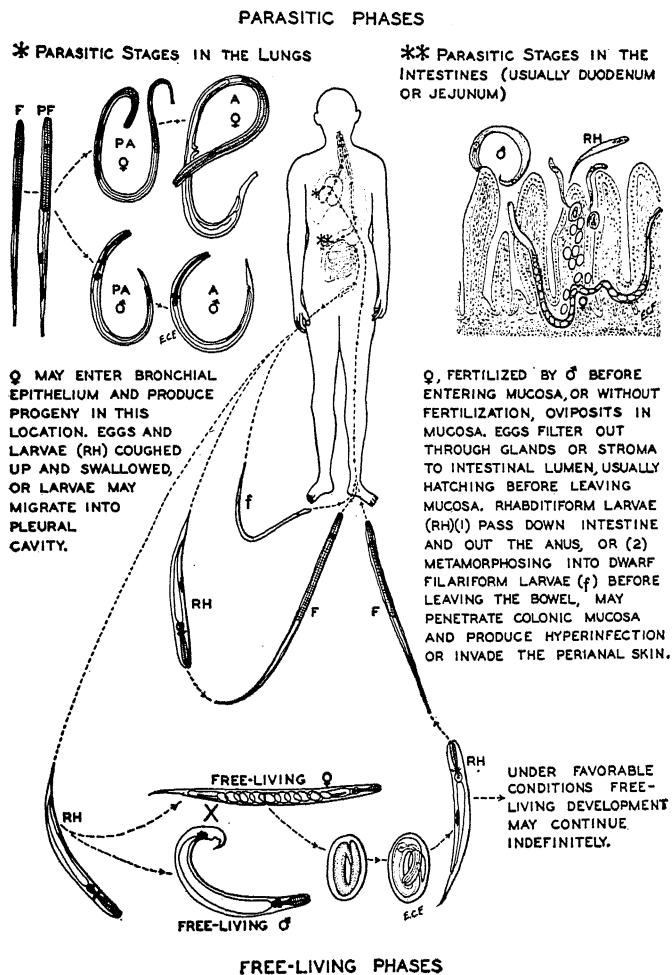 PARASITIC PHASES
* PARASITIC STAGES IN THE LUNGS
** PARASITIC STAGES IN THE
INTESTINES (USUALLY DUODENUM
OR JEJUNUM)
F PF
PA
♀
A
♀
PA
♂
A
♂
E.C.F.
*
**
♂
RH
♀
E.C.F.
♀ MAY ENTER BRONCHIAL
EPITHELIUM AND PRODUCE
PROGENY IN THIS
LOCATION. EGGS AND
LARVAE (RH) COUGHED
UP AND SWALLOWED,
OR LARVAE MAY
MIGRATE INTO
PLEURAL
CAVITY.
♀, FERTILIZED BY ♂ BEFORE
ENTERING MUCOSA, OR WITHOUT
FERTILIZATION, OVIPOSITS IN
MUCOSA. EGGS FILTER OUT
THROUGH GLANDS OR STROMA
TO INTESTINAL LUMEN, USUALLY
HATCHING BEFORE LEAVING
MUCOSA. RHABDITIFORM LARVAE
(RH)(1) PASS DOWN INTESTINE
AND OUT THE ANUS, OR (2)
METAMORPHOSING INTO DWARF
FILARIFORM LARVAE (f) BEFORE
LEAVING THE BOWEL, MAY
PENETRATE COLONIC MUCOSA
AND PRODUCE HYPERINFECTION
OR INVADE THE PERIANAL SKIN.
f
RH
F
F
RH
FREE-LIVING ♀
X
FREE-LIVING ♂
E.C.F.
RH
UNDER FAVORABLE
CONDITIONS FREE-
LIVING DEVELOPMENT
MAY CONTINUE
INDEFINITELY.
FREE-LIVING PHASES